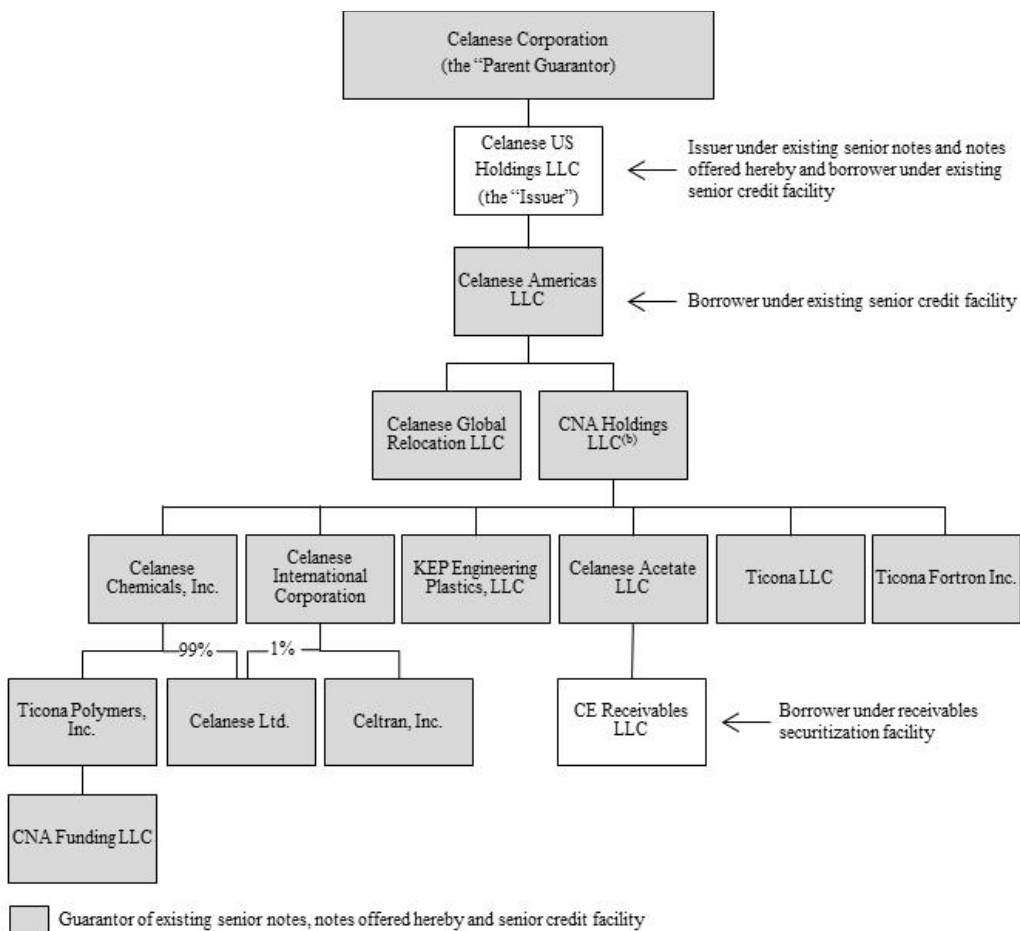 Celanese Corporation
(the “Parent Guarantor)
Celanese US
Holdings LLC
(the “Issuer”)
Issuer under existing senior notes and notes
offered hereby and borrower under existing
senior credit facility
Celanese Americas
LLC
Borrower under existing senior credit facility
Celanese Global
Relocation LLC
CNA Holdings
LLC(b)
Celanese
Chemicals, Inc.
Celanese
International
Corporation
KEP Engineering
Plastics, LLC
Celanese Acetate
LLC
Ticona LLC
Ticona Fortron Inc.
99%
1%
Ticona Polymers,
Inc.
Celanese Ltd.
Celtran, Inc.
CE Receivables
LLC
Borrower under receivables
securitization facility
CNA Funding LLC
Guarantor of existing senior notes, notes offered hereby and senior credit facility